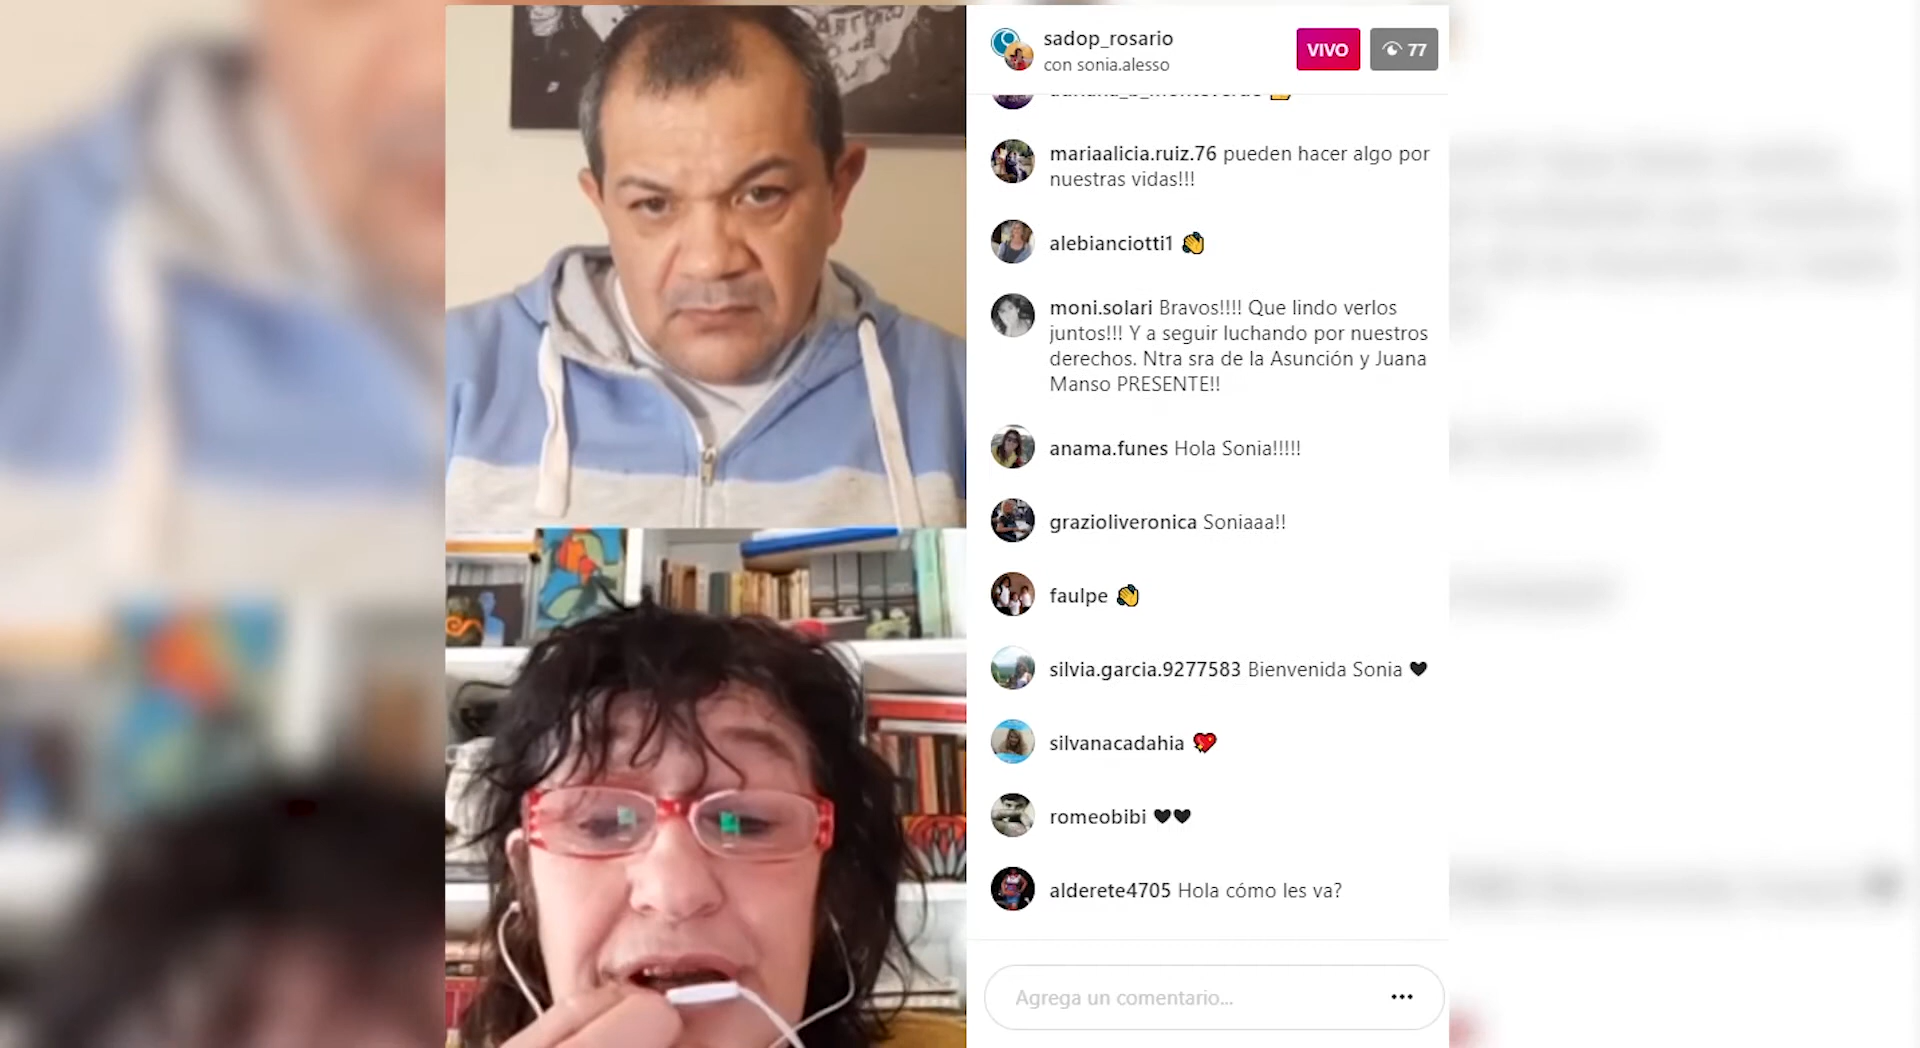 sadop_rosario
con sonia.alesso
VIVO
77
mariaalicia.ruiz.76 pueden hacer algo por
nuestras vidas!!!
alebianciotti1 👏
moni.solari Bravos!!!! Que lindo verlos
juntos!!! Y a seguir luchando por nuestros
derechos. Ntra sra de la Asunción y Juana
Manso PRESENTE!!
anama.funes Hola Sonia!!!!!
grazioliveronica Soniaaa!!
faulpe 👏
silvia.garcia.9277583 Bienvenida Sonia 🖤
silvanacadahia 💖
romeobibi 🖤🖤
alderete4705 Hola cómo les va?
Agrega un comentario...